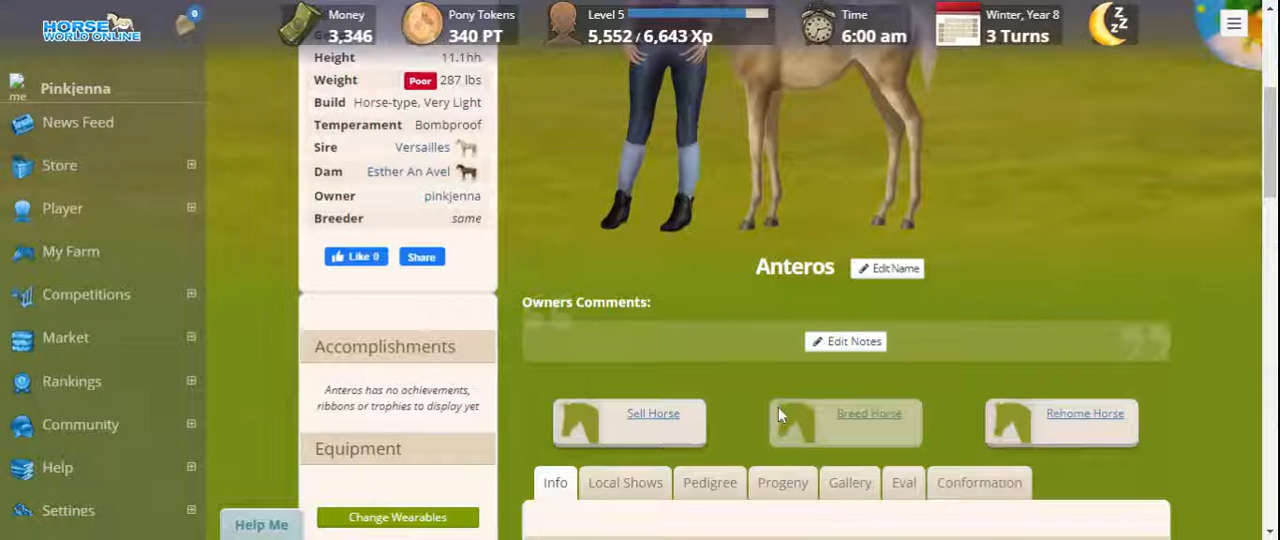 HORSE
WORLD ONLINE
0
Money
3,346
Pony Tokens
340 PT
Level 5
5,552 / 6,643 Xp
Time
6:00 am
Winter, Year 8
3 Turns
Z Z Z
me
Pinkjenna
News Feed
Store
Player
My Farm
Competitions
Market
Rankings
Community
Help
Settings
Help Me
Height 11.1hh
Weight Poor 287 lbs
Build Horse-type, Very Light
Temperament Bombproof
Sire Versailles
Dam Esther An Avel
Owner pinkjenna
Breeder same
Like 0 Share
Accomplishments
Anteros has no achievements,
ribbons or trophies to display yet
Equipment
Change Wearables
Anteros Edit Name
Owners Comments:
Edit Notes
Sell Horse Breed Horse Rehome Horse
Info Local Shows Pedigree Progeny Gallery Eval Conformation